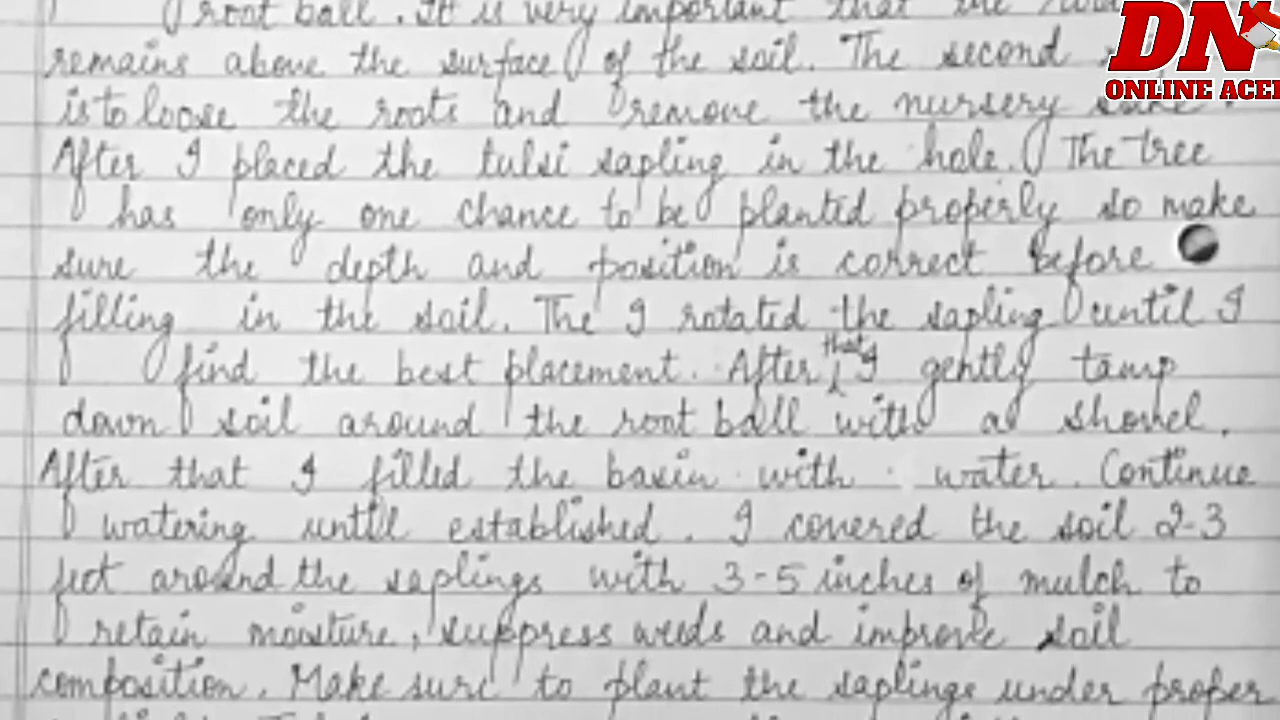 root ball. It is very important that the
remains above the surface of the soil. The second
is to loose the roots and remove the nursery
After I placed the tulsi sapling in the hole. The tree
has only one chance to be planted properly so make
sure the depth and position is correct before
filling in the soil. The I rotated the sapling until I
find the best placement. After that I gently tamp
down soil around the root ball with a shovel.
After that I filled the basin with water. Continue
watering until established. I covered the soil 2-3
feet around the saplings with 3-5 inches of mulch to
retain moisture, suppress weeds and improve soil
composition. Make sure to plant the saplings under proper
DN
ONLINE ACE